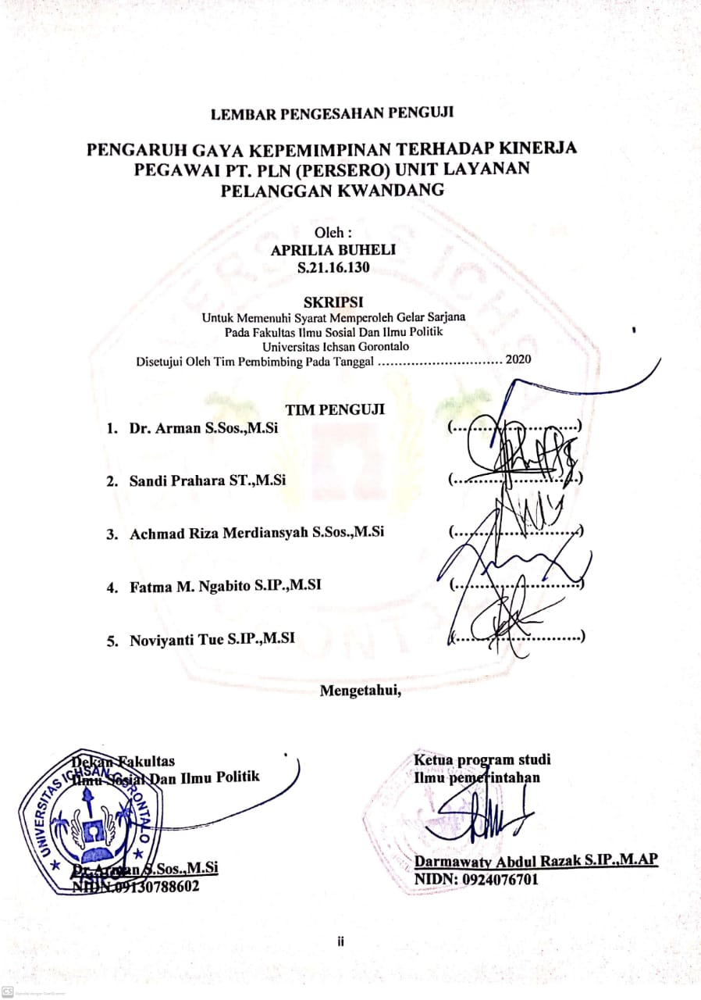 LEMBAR PENGESAHAN PENGUJI
PENGARUH GAYA KEPEMIMPINAN TERHADAP KINERJA
PEGAWAI PT. PLN (PERSERO) UNIT LAYANAN
PELANGGAN KWANDANG
Oleh :
APRILIA BUHELI
S.21.16.130
SKRIPSI
Untuk Memenuhi Syarat Memperoleh Gelar Sarjana
Pada Fakultas Ilmu Sosial Dan Ilmu Politik
Universitas Ichsan Gorontalo
Disetujui Oleh Tim Pembimbing Pada Tanggal ............................... 2020
TIM PENGUJI
1. Dr. Arman S.Sos.,M.Si (..............................)
2. Sandi Prahara ST.,M.Si (..............................)
3. Achmad Riza Merdiansyah S.Sos.,M.Si (..............................)
4. Fatma M. Ngabito S.IP.,M.SI (..............................)
5. Noviyanti Tue S.IP.,M.SI (..............................)
Mengetahui,
Dekan Fakultas
Ilmu Sosial Dan Ilmu Politik
UNIVERSITAS ICHSAN GORONTALO
Dr. Arman S.Sos.,M.Si
NIDN.09130788602
Ketua program studi
Ilmu pemerintahan
Darmawaty Abdul Razak S.IP.,M.AP
NIDN: 0924076701
ii
CS